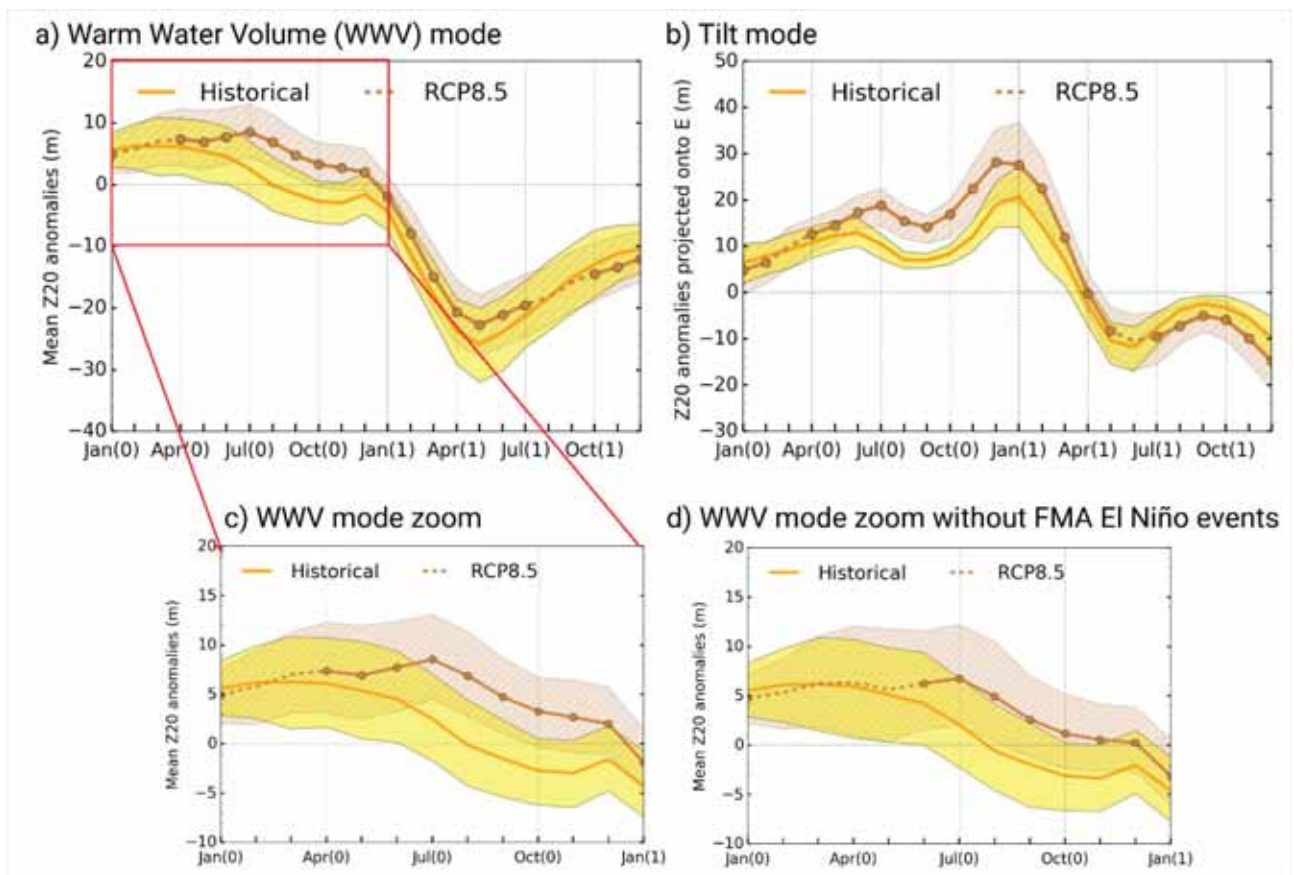 a) Warm Water Volume (WWV) mode
b) Tilt mode
20
10
0
−10
−20
−30
−40
Mean Z20 anomalies (m)
Historical
RCP8.5
Jan(0)
Apr(0)
Jul(0)
Oct(0)
Jan(1)
Apr(1)
Jul(1)
Oct(1)
50
40
30
20
10
0
−10
−20
−30
Z20 anomalies projected onto E (m)
Historical
RCP8.5
Jan(0)
Apr(0)
Jul(0)
Oct(0)
Jan(1)
Apr(1)
Jul(1)
Oct(1)
c) WWV mode zoom
d) WWV mode zoom without FMA El Niño events
20
15
10
5
0
−5
−10
Mean Z20 anomalies (m)
Historical
RCP8.5
Jan(0)
Apr(0)
Jul(0)
Oct(0)
Jan(1)
20
15
10
5
0
−5
−10
Mean Z20 anomalies (m)
Historical
RCP8.5
Jan(0)
Apr(0)
Jul(0)
Oct(0)
Jan(1)